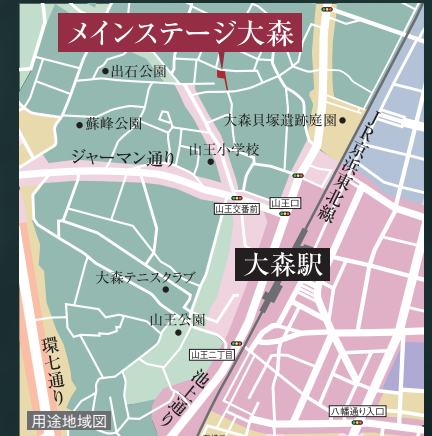 メインステージ大森
出石公園
蘇峰公園
大森貝塚遺跡庭園
山王小学校
ジャーマン通り
JR京浜東北線
山王口
山王交番前
大森駅
大森テニスクラブ
山王公園
山王二丁目
環七通り
池上通り
八幡通り入口
用途地域図